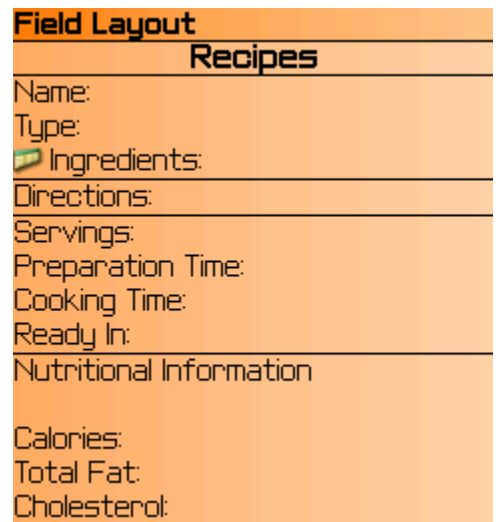 Field Layout
Recipes
Name:
Type:
Ingredients:
Directions:
Servings:
Preparation Time:
Cooking Time:
Ready In:
Nutritional Information
Calories:
Total Fat:
Cholesterol: